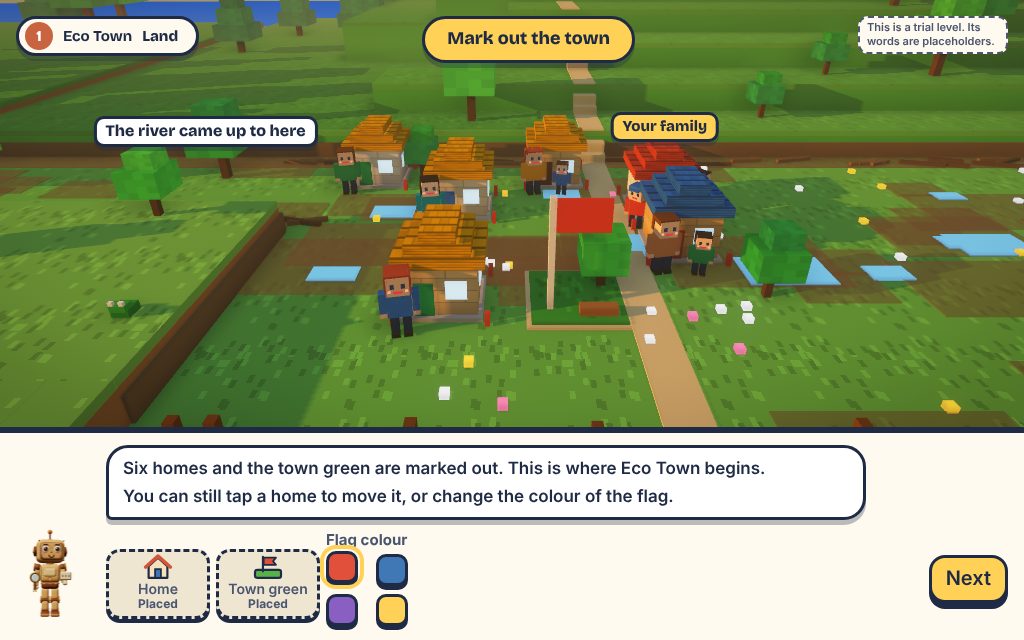 1 Eco Town Land
Mark out the town
This is a trial level. Its
words are placeholders.
The river came up to here
Your family
Six homes and the town green are marked out. This is where Eco Town begins.
You can still tap a home to move it, or change the colour of the flag.
Flag colour
Home
Placed
Town green
Placed
Next